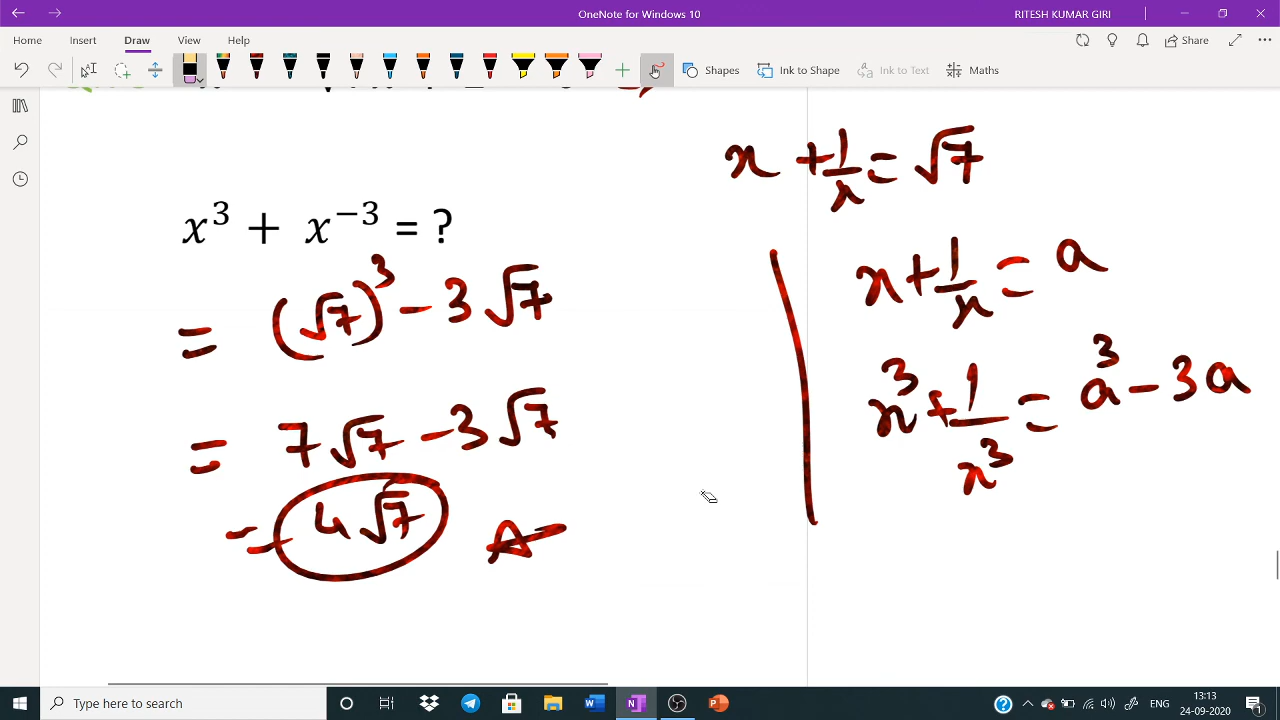 OneNote for Windows 10
RITESH KUMAR GIRI
Home Insert Draw View Help
Share
Shapes
Ink to Shape
Ink to Text
Maths
x + 1/x = √7
x³ + x⁻³ = ?
= (√7)³ - 3√7
= 7√7 - 3√7
= 4√7 A
x + 1/x = a
x³ + 1/x³ = a³ - 3a
Type here to search
ENG
13:13
24-09-2020